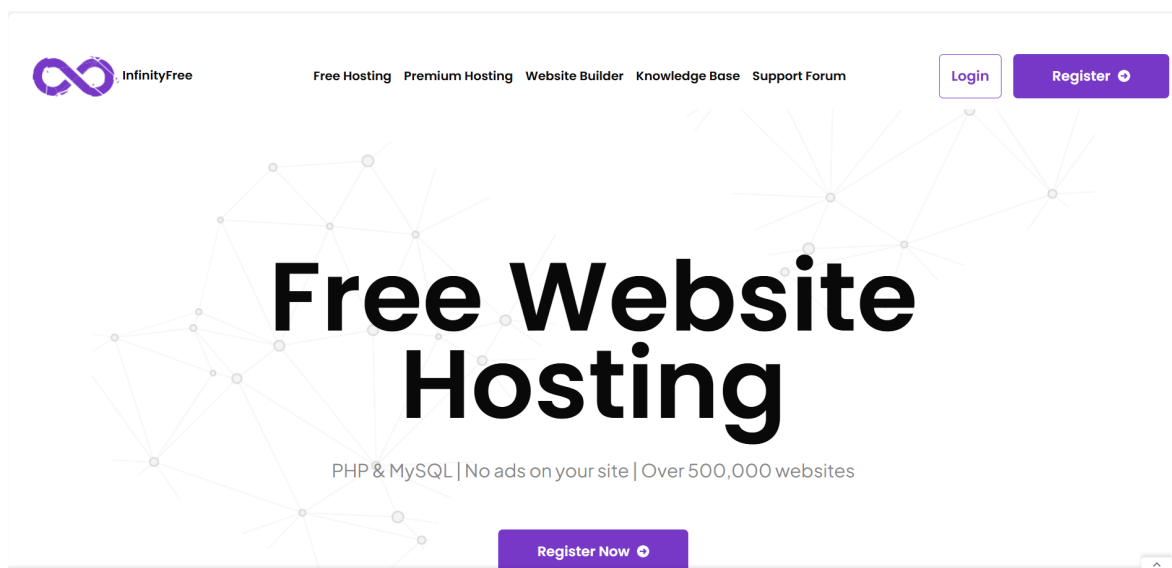 InfinityFree
Free Hosting Premium Hosting Website Builder Knowledge Base Support Forum
Login
Register
Free Website
Hosting
PHP & MySQL | No ads on your site | Over 500,000 websites
Register Now